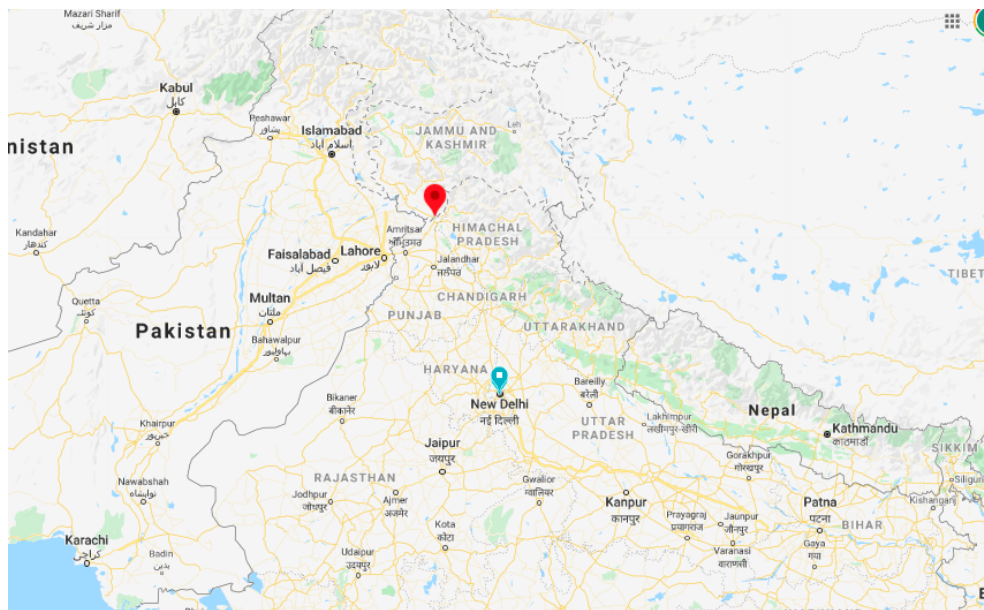 Mazari Sharif
مزار شریف
Kabul
کابل
Peshawar
پشاور
Islamabad
اسلام آباد
JAMMU AND
KASHMIR
Leh
nistan
Kandahar
کندهار
Amritsar
ਅੰਮ੍ਰਿਤਸਰ
HIMACHAL
PRADESH
Faisalabad
فیصل آباد
Lahore
لاہور
Jalandhar
ਜਲੰਧਰ
TIBET
Quetta
کوئٹہ
Multan
ملتان
CHANDIGARH
PUNJAB
Pakistan
Bahawalpur
بہاولپور
UTTARAKHAND
HARYANA
New Delhi
नई दिल्ली
Bareilly
बरेली
Bikaner
बीकानेर
UTTAR
PRADESH
Lakhimpur
लखीमपुर-खीरी
Nepal
Kathmandu
काठमाडौं
SIKKIM
Khairpur
خیرپور
Jaipur
जयपुर
Gorakhpur
गोरखपुर
Siligur
Nawabshah
نوابشاہ
RAJASTHAN
Gwalior
ग्वालियर
Jodhpur
जोधपुर
Ajmer
अजमेर
Kanpur
कानपुर
Patna
पटना
Kishanganj
Kota
कोटा
Prayagraj
प्रयागराज
Jaunpur
जौनपुर
BIHAR
Karachi
کراچی
Badin
بدین
Udaipur
उदयपुर
Varanasi
वाराणसी
Gaya
गया